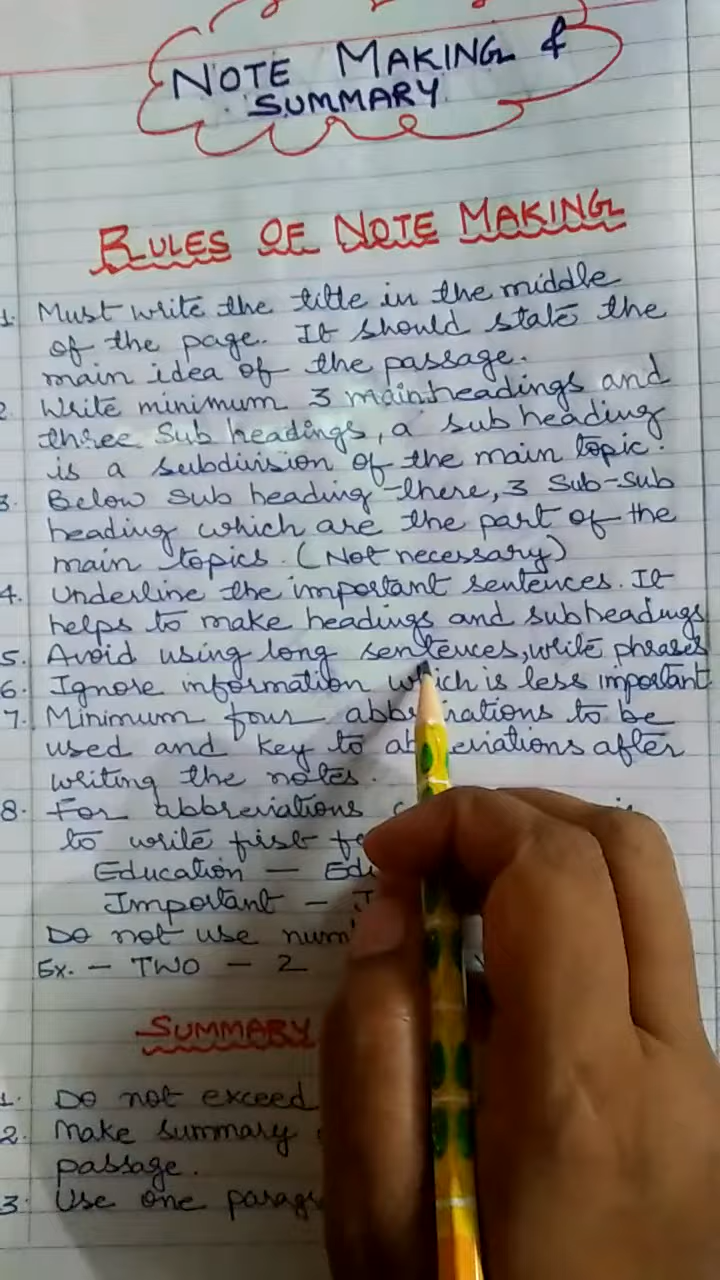 NOTE MAKING &
SUMMARY
RULES OF NOTE MAKING
1. Must write the title in the middle
of the page. It should state the
main idea of the passage.
2. Write minimum 3 mainheadings and
three Sub headings, a sub heading
is a subdivision of the main topic.
3. Below Sub heading there, 3 Sub-sub
heading which are the part of the
main topics. (Not necessary)
4. Underline the important sentences. It
helps to make headings and subheadings
5. Avoid using long sentences, write phrases
6. Ignore information which is less important
7. Minimum four abbreviations to be
used and key to abbreviations after
writing the notes.
8. For abbreviations
to write first
Education — Edu
Important —
Do not use
Ex. — TWO — 2
SUMMARY
1. Do not exceed
2. Make summary
passage.
3. Use one